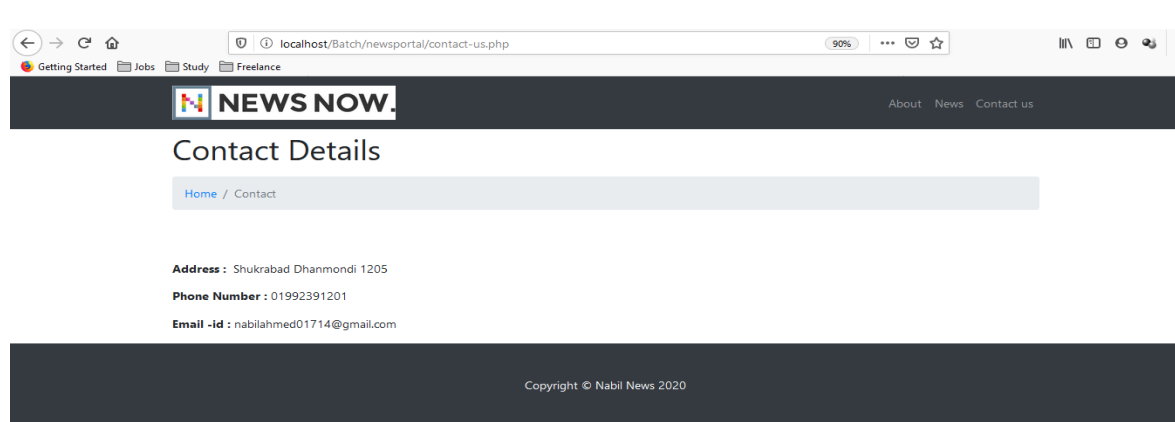 localhost/Batch/newsportal/contact-us.php 90%
Getting Started Jobs Study Freelance
N NEWS NOW. About News Contact us
Contact Details
Home / Contact
Address : Shukrabad Dhanmondi 1205
Phone Number : 01992391201
Email -id : nabilahmed01714@gmail.com
Copyright © Nabil News 2020